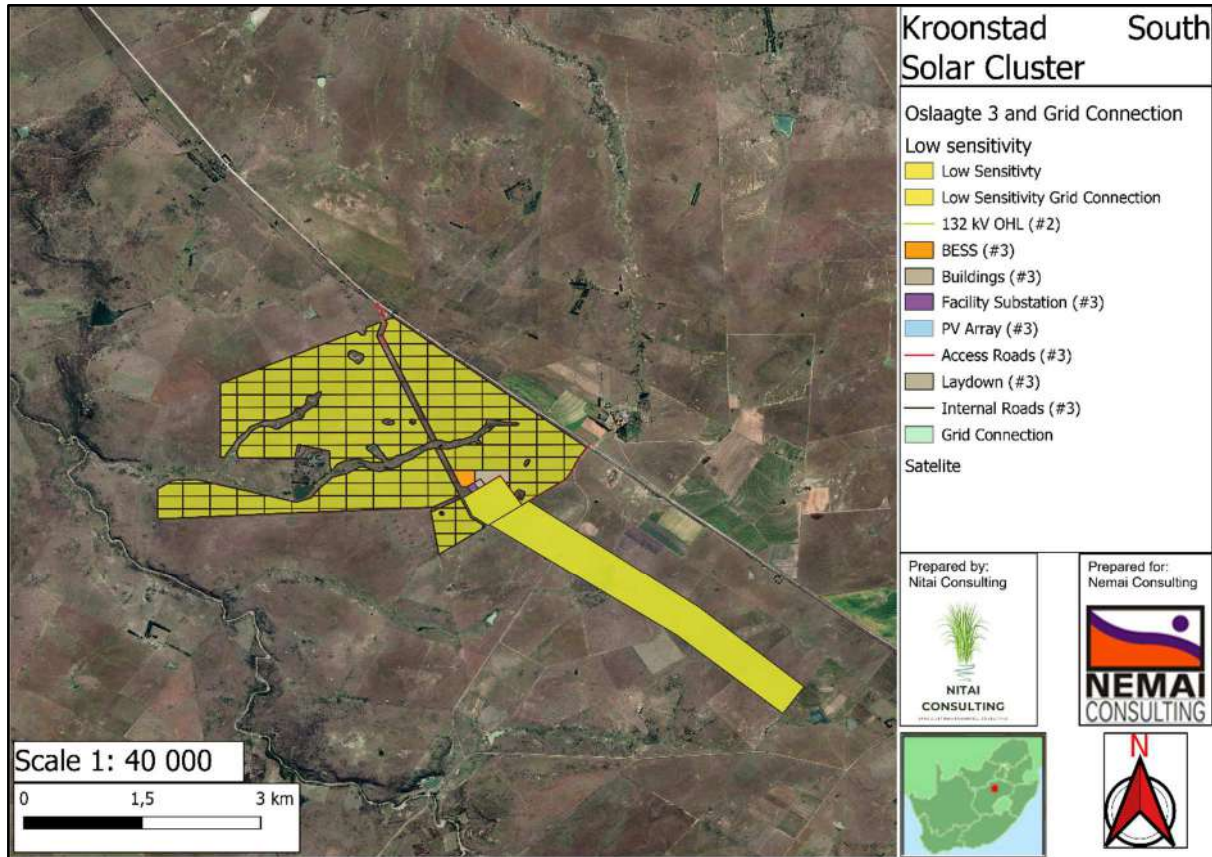 Kroonstad South
Solar Cluster
Oslaagte 3 and Grid Connection
Low sensitivity
Low Sensitivty
Low Sensitivity Grid Connection
132 kV OHL (#2)
BESS (#3)
Buildings (#3)
Facility Substation (#3)
PV Array (#3)
Access Roads (#3)
Laydown (#3)
Internal Roads (#3)
Grid Connection
Satelite
Prepared by:
Nitai Consulting
NITAI
CONSULTING
Prepared for:
Nemai Consulting
NEMAI
CONSULTING
N
Scale 1: 40 000
0 1,5 3 km